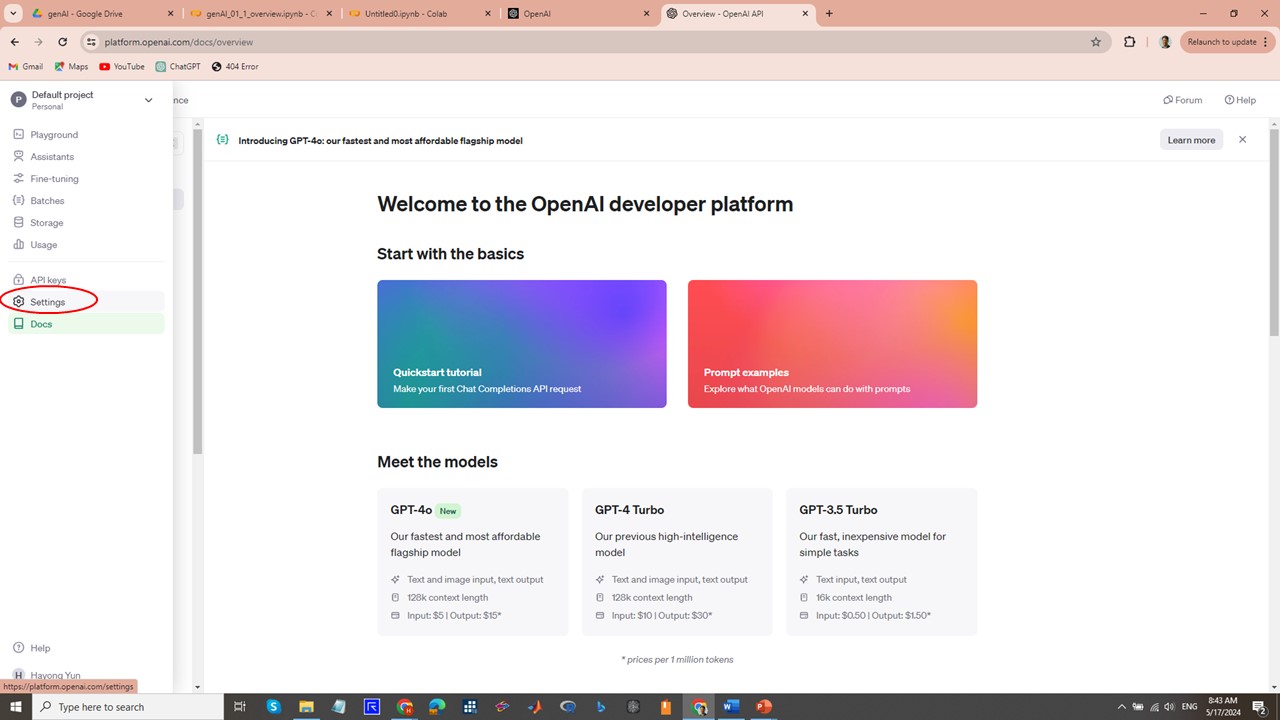 genAI - Google Drive
genAI_01_1_overview.ipynb - C
Untitled0.ipynb - Colab
OpenAI
Overview - OpenAI API
platform.openai.com/docs/overview
Relaunch to update
Gmail
Maps
YouTube
ChatGPT
404 Error
P
Default project
Personal
nce
Forum
Help
Playground
Assistants
Fine-tuning
Batches
Storage
Usage
API keys
Settings
Docs
Introducing GPT-4o: our fastest and most affordable flagship model
Learn more
Welcome to the OpenAI developer platform
Start with the basics
Quickstart tutorial
Make your first Chat Completions API request
Prompt examples
Explore what OpenAI models can do with prompts
Meet the models
GPT-4o New
Our fastest and most affordable
flagship model
Text and image input, text output
128k context length
Input: $5 | Output: $15*
GPT-4 Turbo
Our previous high-intelligence
model
Text and image input, text output
128k context length
Input: $10 | Output: $30*
GPT-3.5 Turbo
Our fast, inexpensive model for
simple tasks
Text input, text output
16k context length
Input: $0.50 | Output: $1.50*
* prices per 1 million tokens
Help
H
Hayong Yun
https://platform.openai.com/settings
Type here to search
ENG
8:43 AM
5/17/2024